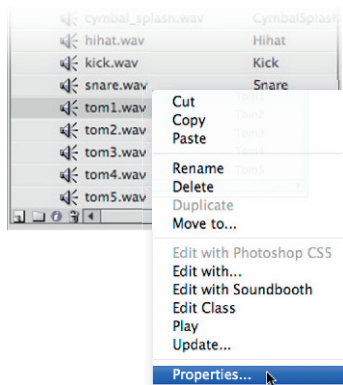 cymbal_splash.wav CymbalSplash
hihat.wav Hihat
kick.wav Kick
snare.wav Snare
tom1.wav
tom2.wav
tom3.wav
tom4.wav
tom5.wav
Cut
Copy
Paste
Rename
Delete
Duplicate
Move to...
Edit with Photoshop CS5
Edit with...
Edit with Soundbooth
Edit Class
Play
Update...
Properties...